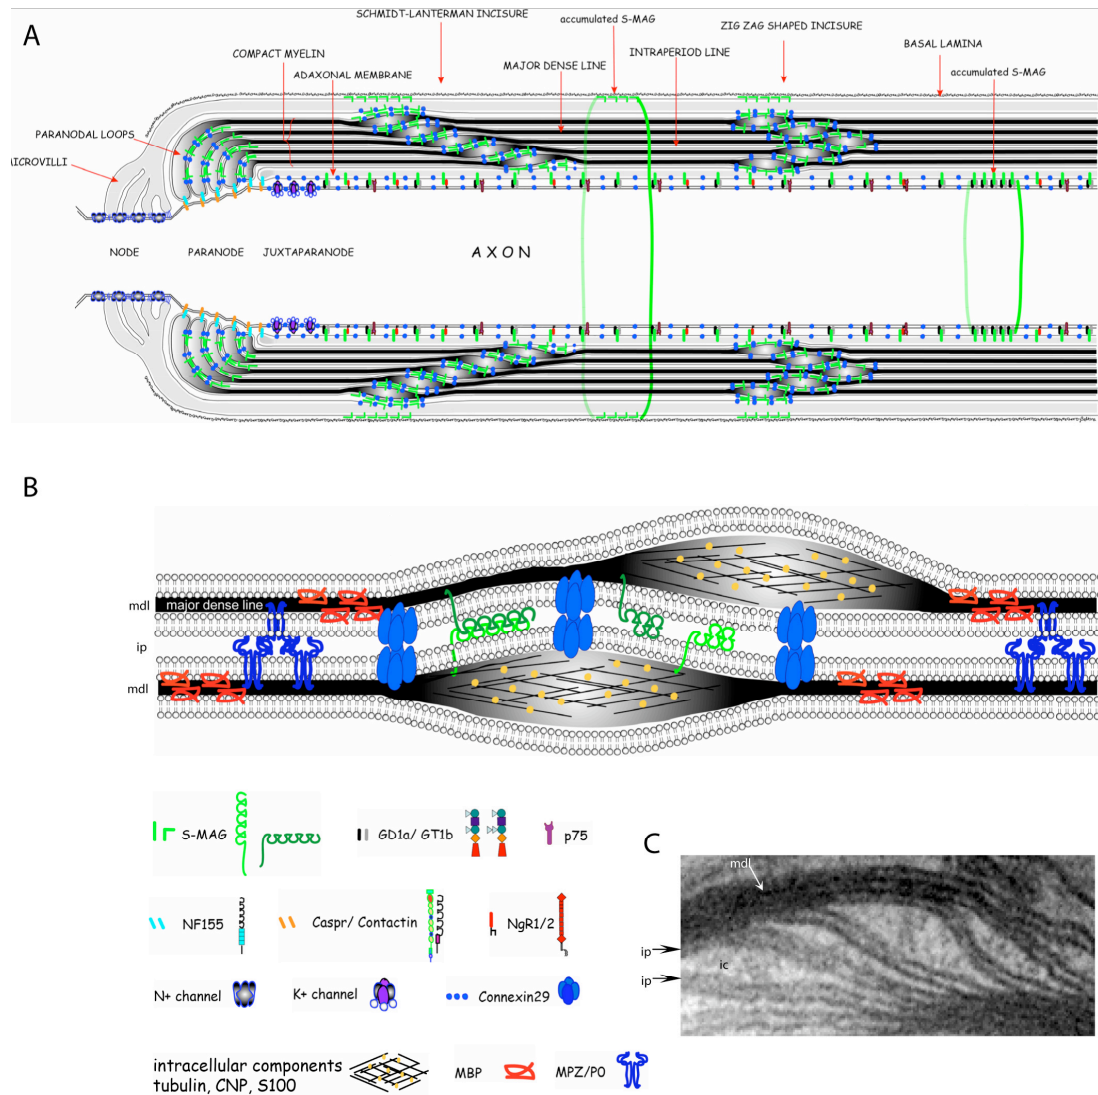 A
SCHMIDT-LANTERMAN INCISURE
accumulated S-MAG
ZIG ZAG SHAPED INCISURE
COMPACT MYELIN
INTRAPERIOD LINE
BASAL LAMINA
MAJOR DENSE LINE
accumulated S-MAG
ADAXONAL MEMBRANE
PARANODAL LOOPS
MICROVILLI
NODE
PARANODE
JUXTAPARANODE
AXON
B
mdl
major dense line
ip
mdl
S-MAG
GD1a/ GT1b
p75
C
mdl
NF155
Caspr/ Contactin
NgR1/2
ip
ic
ip
N+ channel
K+ channel
Connexin29
intracellular components
tubulin, CNP, S100
MBP
MPZ/P0